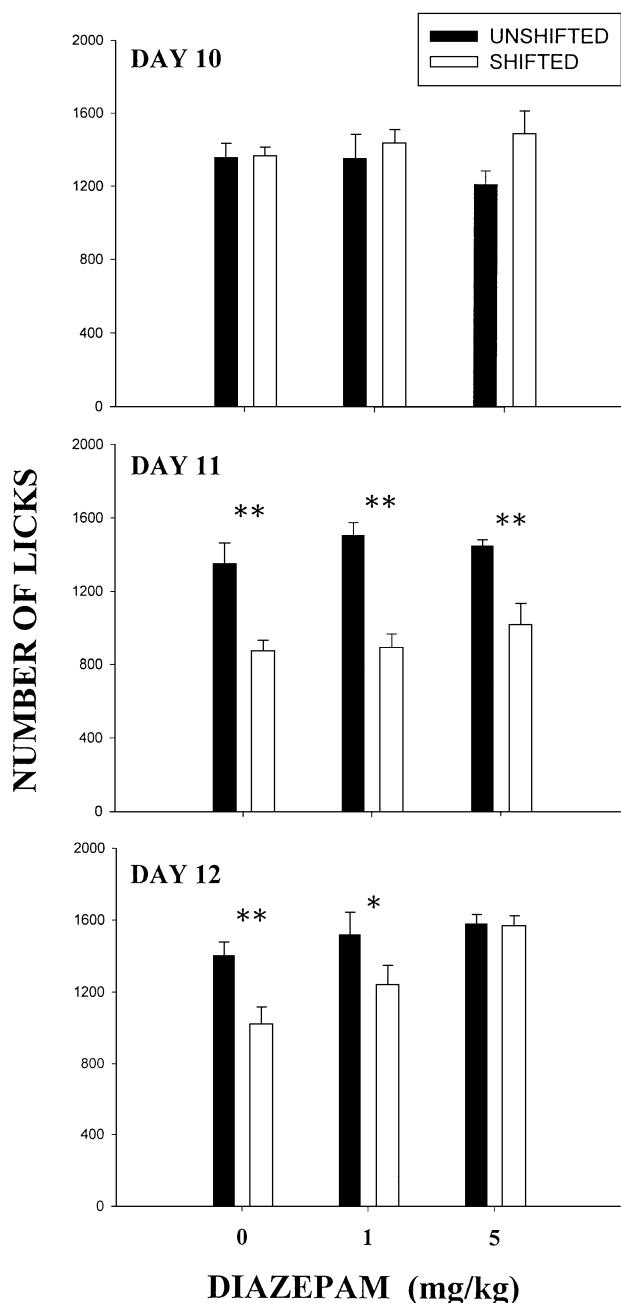 UNSHIFTED
SHIFTED
DAY 10
2000
1600
1200
800
400
0
NUMBER OF LICKS
DAY 11
2000
1600
1200
800
400
0
** ** **
DAY 12
2000
1600
1200
800
400
0
** *
0 1 5
DIAZEPAM (mg/kg)